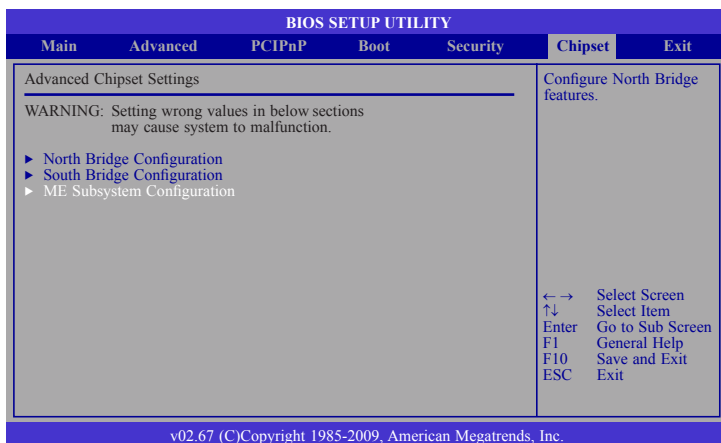 BIOS SETUP UTILITY
Main Advanced PCIPnP Boot Security Chipset Exit
Advanced Chipset Settings
WARNING: Setting wrong values in below sections
may cause system to malfunction.
► North Bridge Configuration
► South Bridge Configuration
► ME Subsystem Configuration
Configure North Bridge
features.
←→ Select Screen
↑↓ Select Item
Enter Go to Sub Screen
F1 General Help
F10 Save and Exit
ESC Exit
v02.67 (C)Copyright 1985-2009, American Megatrends, Inc.